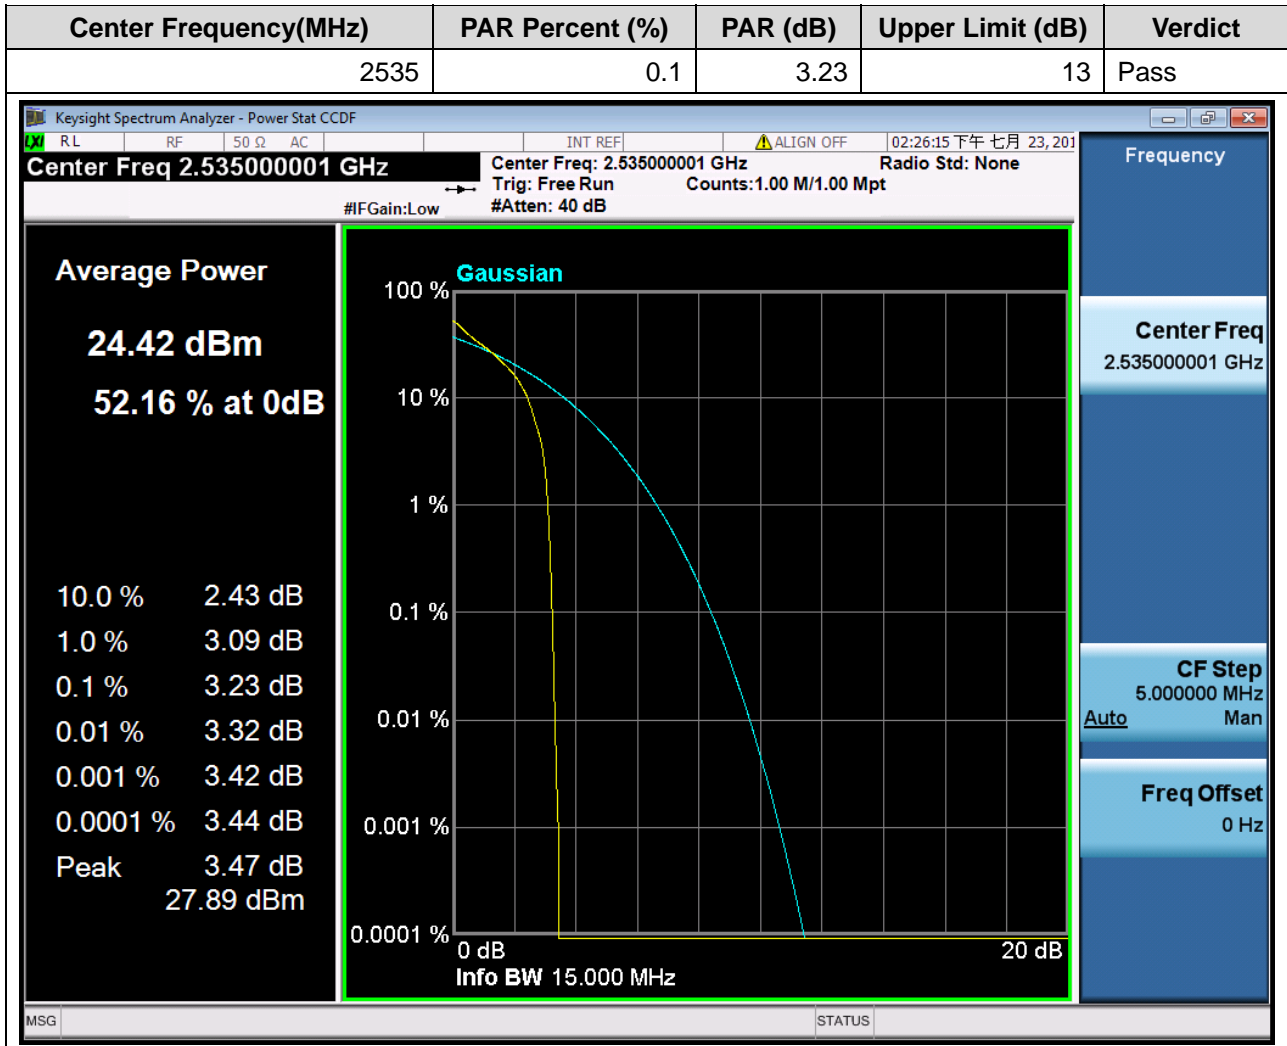 Center Frequency(MHz) PAR Percent (%) PAR (dB) Upper Limit (dB) Verdict
2535 0.1 3.23 13 Pass
Keysight Spectrum Analyzer - Power Stat CCDF
LXI RL RF 50 Ω AC INT REF ALIGN OFF 02:26:15下午 七月 23, 201
Center Freq 2.535000001 GHz
Center Freq: 2.535000001 GHz Radio Std: None
Trig: Free Run Counts:1.00 M/1.00 Mpt
#IFGain:Low #Atten: 40 dB
Average Power
24.42 dBm
52.16 % at 0dB
10.0 % 2.43 dB
1.0 % 3.09 dB
0.1 % 3.23 dB
0.01 % 3.32 dB
0.001 % 3.42 dB
0.0001 % 3.44 dB
Peak 3.47 dB
27.89 dBm
Gaussian
100 %
10 %
1 %
0.1 %
0.01 %
0.001 %
0.0001 %
0 dB 20 dB
Info BW 15.000 MHz
Frequency
Center Freq
2.535000001 GHz
CF Step
5.000000 MHz
Auto Man
Freq Offset
0 Hz
MSG STATUS